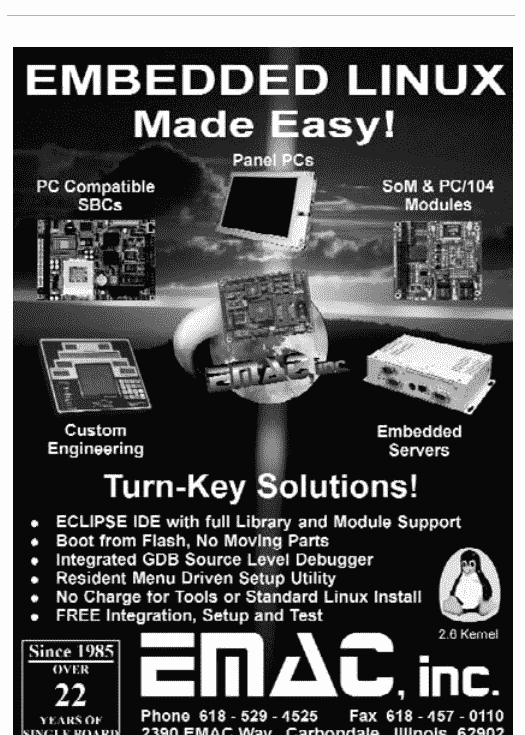 EMBEDDED LINUX
Made Easy!
Panel PCs
PC Compatible
SBCs
SoM & PC/104
Modules
EMAC, inc.
Custom
Engineering
Embedded
Servers
Turn-Key Solutions!
• ECLIPSE IDE with full Library and Module Support
• Boot from Flash, No Moving Parts
• Integrated GDB Source Level Debugger
• Resident Menu Driven Setup Utility
• No Charge for Tools or Standard Linux Install
• FREE Integration, Setup and Test
2.6 Kernel
Since 1985
OVER
22
YEARS OF
SINGLE BOARD
EMAC, inc.
Phone 618 - 529 - 4525 Fax 618 - 457 - 0110
2390 EMAC Way, Carbondale, Illinois 62902